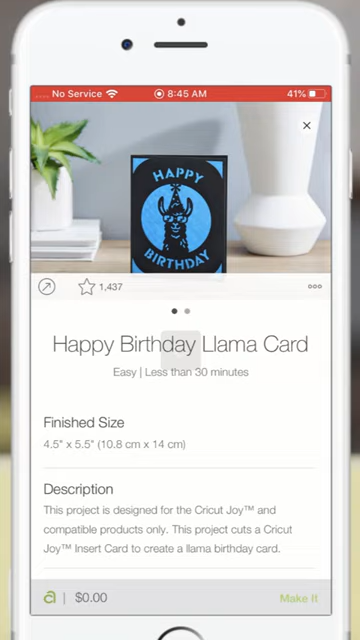 No Service 8:45 AM 41%
HAPPY
BIRTHDAY
1,437
Happy Birthday Llama Card
Easy | Less than 30 minutes
Finished Size
4.5" x 5.5" (10.8 cm x 14 cm)
Description
This project is designed for the Cricut Joy™ and
compatible products only. This project cuts a Cricut
Joy™ Insert Card to create a llama birthday card.
a | $0.00 Make It